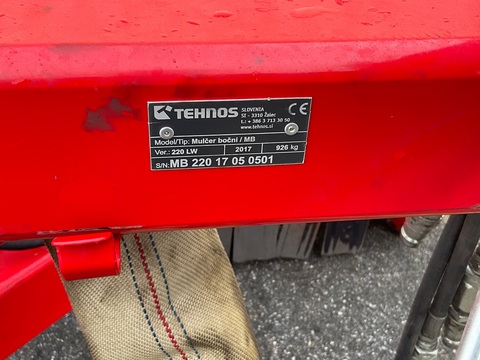 TEHNOS
SLOVENIA
SI - 3310 Žalec
t.: + 386 3 713 30 50
www.tehnos.si
CE
Model/Tip: Mulčer bočni / MB
Ver.: 220 LW 2017 926 kg
S/N: MB 220 17 05 0501